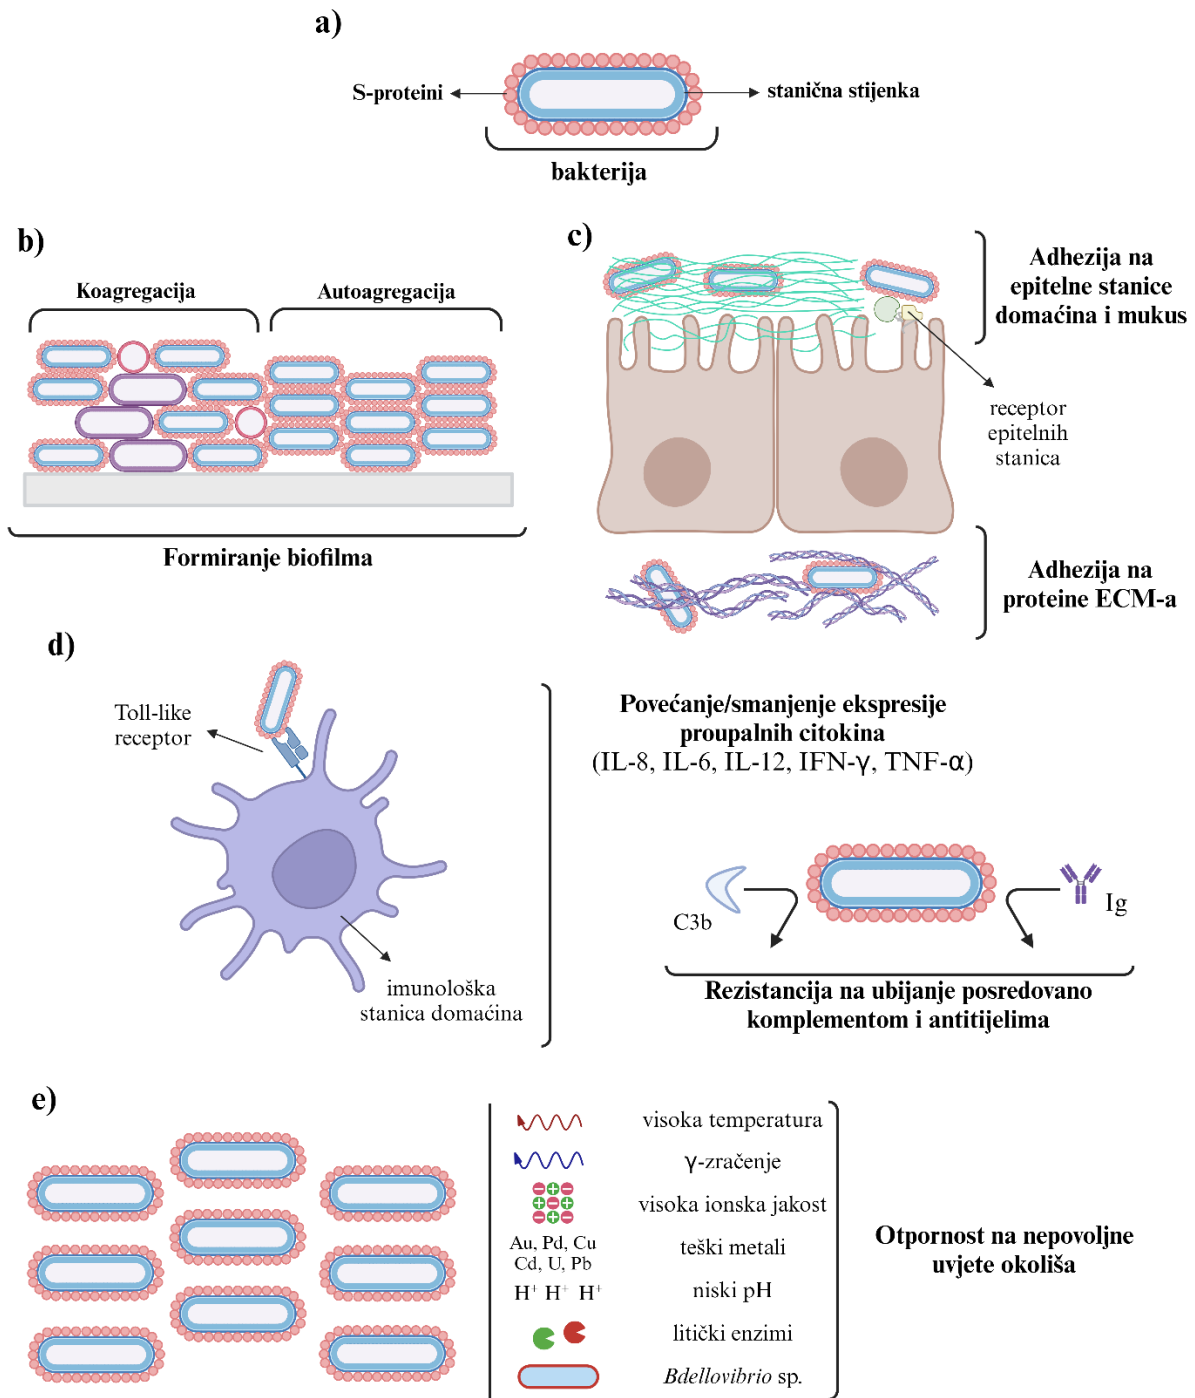 a)
S-proteini
stanična stijenka
bakterija
b)
Koagregacija
Autoagregacija
Formiranje biofilma
c)
Adhezija na
epitelne stanice
domaćina i mukus
receptor
epitelnih
stanica
Adhezija na
proteine ECM-a
d)
Toll-like
receptor
imunološka
stanica domaćina
Povećanje/smanjenje ekspresije
proupalnih citokina
(IL-8, IL-6, IL-12, IFN-γ, TNF-α)
C3b
Ig
Rezistancija na ubijanje posredovano
komplementom i antitijelima
e)
visoka temperatura
γ-zračenje
visoka ionska jakost
Au, Pd, Cu
Cd, U, Pb
teški metali
H⁺ H⁺ H⁺
niski pH
litički enzimi
Bdellovibrio sp.
Otpornost na nepovoljne
uvjete okoliša